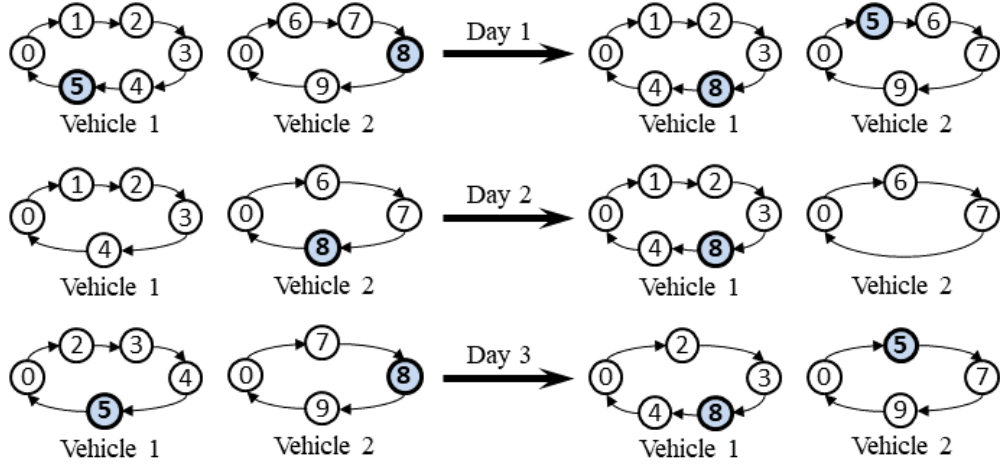 1 2 6 7 Day 1 1 2 5 6
0 3 0 8 0 3 0 7
5 4 9 4 8 9
Vehicle 1 Vehicle 2 Vehicle 1 Vehicle 2
1 2 6 Day 2 1 2 6
0 3 0 7 0 3 0 7
4 8 4 8
Vehicle 1 Vehicle 2 Vehicle 1 Vehicle 2
2 3 7 Day 3 2 5
0 4 0 8 0 3 0 7
5 9 4 8 9
Vehicle 1 Vehicle 2 Vehicle 1 Vehicle 2